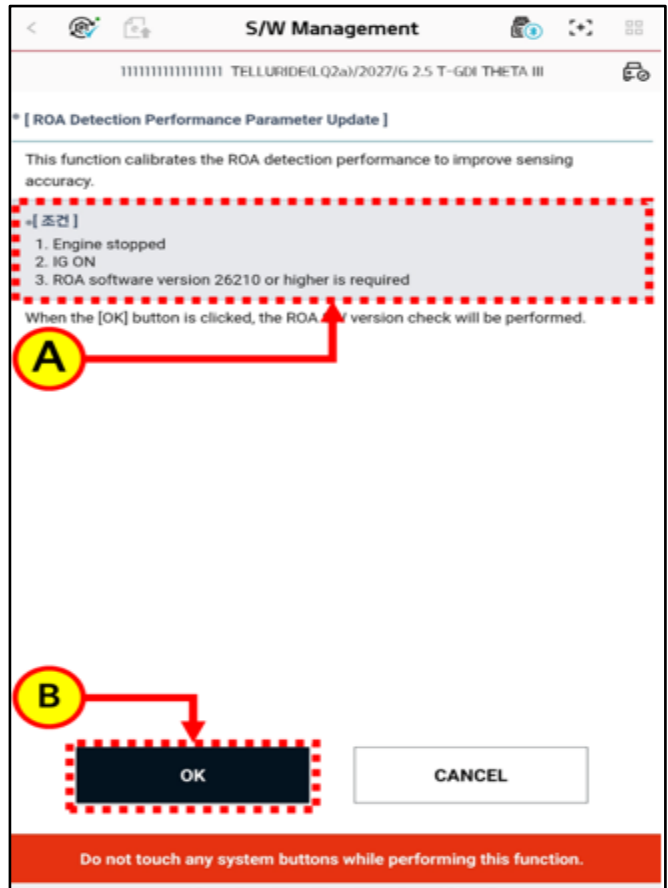 S/W Management
11111111111111111 TELLURIDE(LQ2a)/2027/G 2.5 T-GDI THETA III
* [ ROA Detection Performance Parameter Update ]
This function calibrates the ROA detection performance to improve sensing
accuracy.
[ 조건 ]
1. Engine stopped
2. IG ON
3. ROA software version 26210 or higher is required
When the [OK] button is clicked, the ROA version check will be performed.
A
B
OK
CANCEL
Do not touch any system buttons while performing this function.